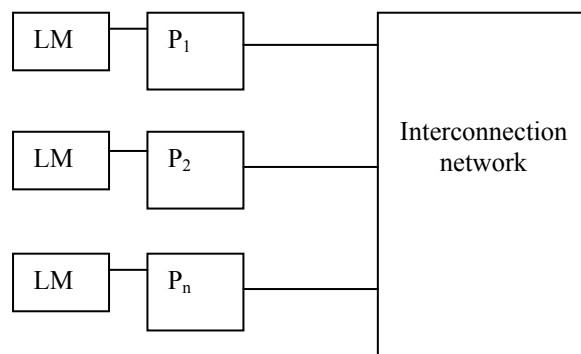 LM
P₁
LM
P₂
Interconnection
network
LM
Pₙ